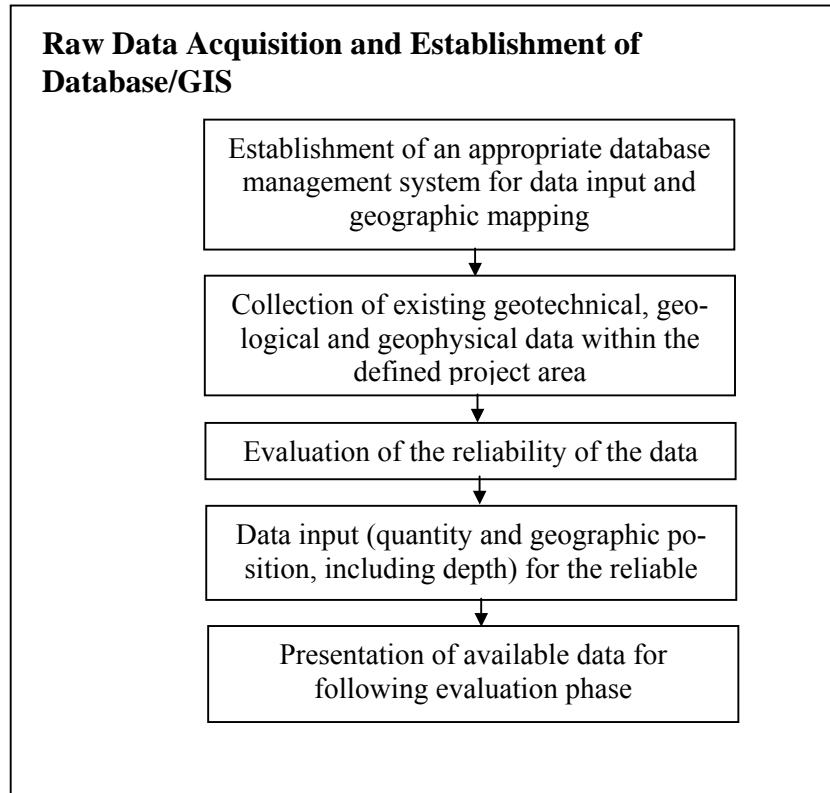 Raw Data Acquisition and Establishment of
Database/GIS
Establishment of an appropriate database
management system for data input and
geographic mapping
Collection of existing geotechnical, geo-
logical and geophysical data within the
defined project area
Evaluation of the reliability of the data
Data input (quantity and geographic po-
sition, including depth) for the reliable
Presentation of available data for
following evaluation phase